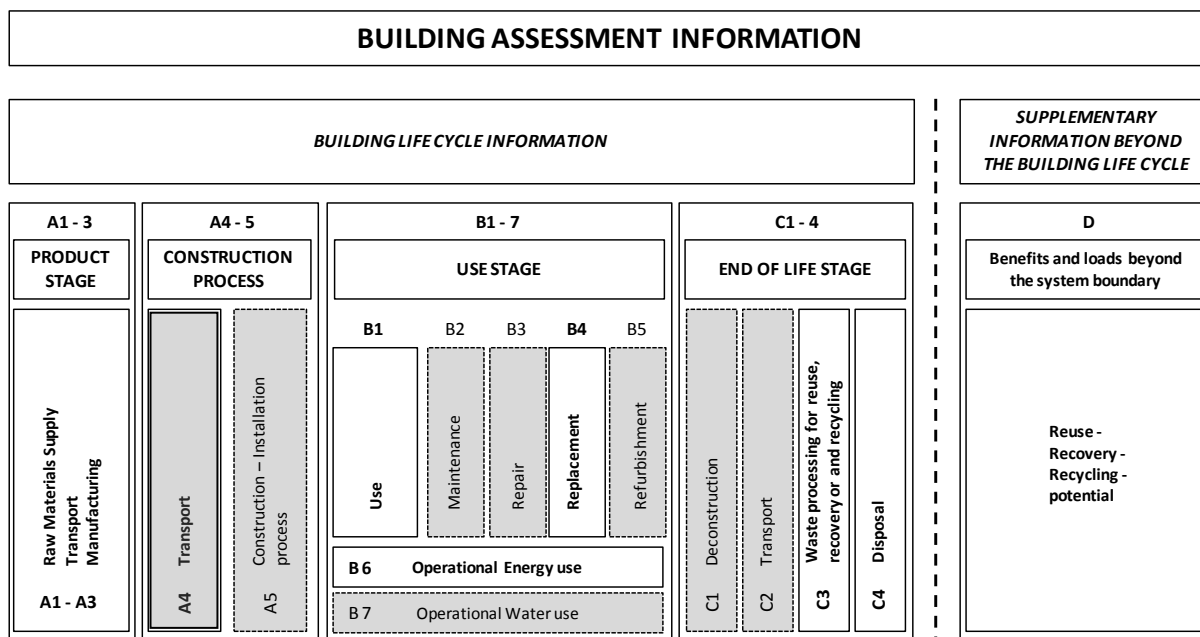 BUILDING ASSESSMENT INFORMATION
BUILDING LIFE CYCLE INFORMATION
SUPPLEMENTARY
INFORMATION BEYOND
THE BUILDING LIFE CYCLE
A1 - 3
PRODUCT
STAGE
Raw Materials Supply
Transport
Manufacturing
A1 - A3
A4 - 5
CONSTRUCTION
PROCESS
A4 Transport
A5 Construction – Installation
process
B1 - 7
USE STAGE
B1
Use
B2
Maintenance
B3
Repair
B4
Replacement
B5
Refurbishment
B 6 Operational Energy use
B 7 Operational Water use
C1 - 4
END OF LIFE STAGE
C1 Deconstruction
C2 Transport
C3 Waste processing for reuse,
recovery or and recycling
C4 Disposal
D
Benefits and loads beyond
the system boundary
Reuse -
Recovery -
Recycling -
potential